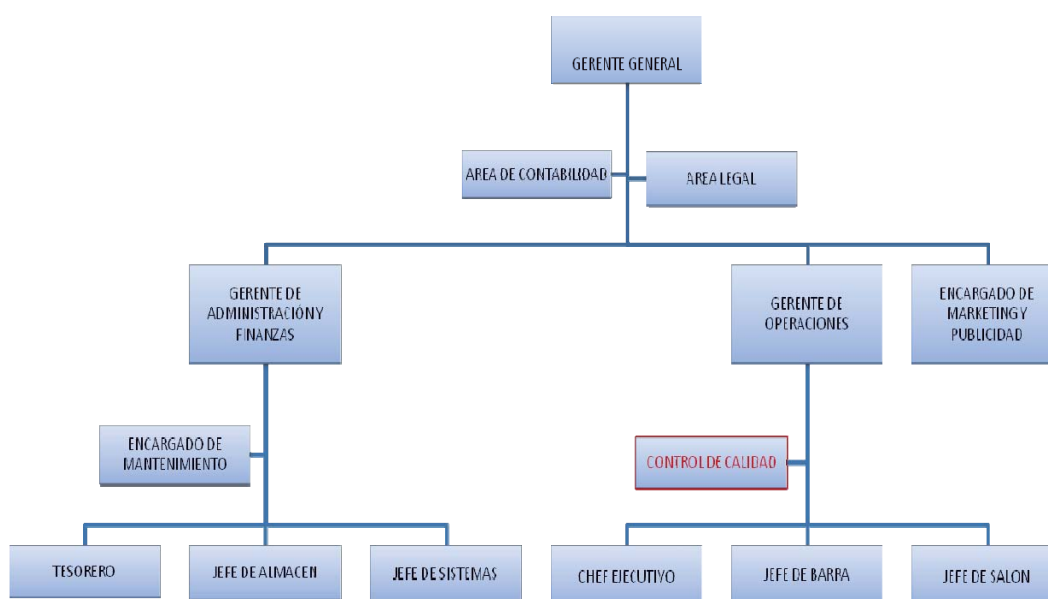 GERENTE GENERAL
AREA DE CONTABILIDAD
AREA LEGAL
GERENTE DE
ADMINISTRACIÓN Y
FINANZAS
GERENTE DE
OPERACIONES
ENCARGADO DE
MARKETING Y
PUBLICIDAD
ENCARGADO DE
MANTENIMIENTO
CONTROL DE CALIDAD
TESORERO
JEFE DE ALMACEN
JEFE DE SISTEMAS
CHEF EJECUTIVO
JEFE DE BARRA
JEFE DE SALON